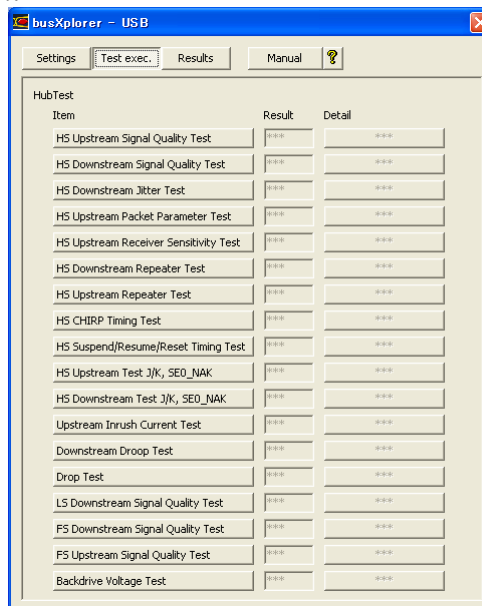 busXplorer - USB
Settings Test exec. Results Manual ?
HubTest
Item Result Detail
HS Upstream Signal Quality Test *** ***
HS Downstream Signal Quality Test *** ***
HS Downstream Jitter Test *** ***
HS Upstream Packet Parameter Test *** ***
HS Upstream Receiver Sensitivity Test *** ***
HS Downstream Repeater Test *** ***
HS Upstream Repeater Test *** ***
HS CHIRP Timing Test *** ***
HS Suspend/Resume/Reset Timing Test *** ***
HS Upstream Test J/K, SE0_NAK *** ***
HS Downstream Test J/K, SE0_NAK *** ***
Upstream Inrush Current Test *** ***
Downstream Droop Test *** ***
Drop Test *** ***
LS Downstream Signal Quality Test *** ***
FS Downstream Signal Quality Test *** ***
FS Upstream Signal Quality Test *** ***
Backdrive Voltage Test *** ***